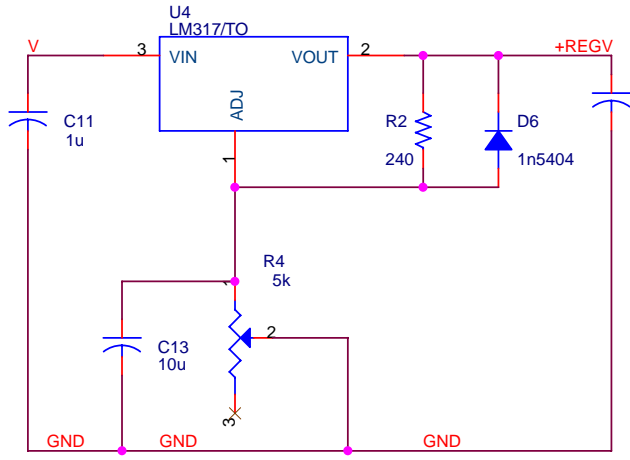 U4
LM317/TO
V
3
VIN
VOUT
2
+REGV
ADJ
1
C11
1u
R2
240
D6
1n5404
R4
5k
1
2
3
C13
10u
GND
GND
GND